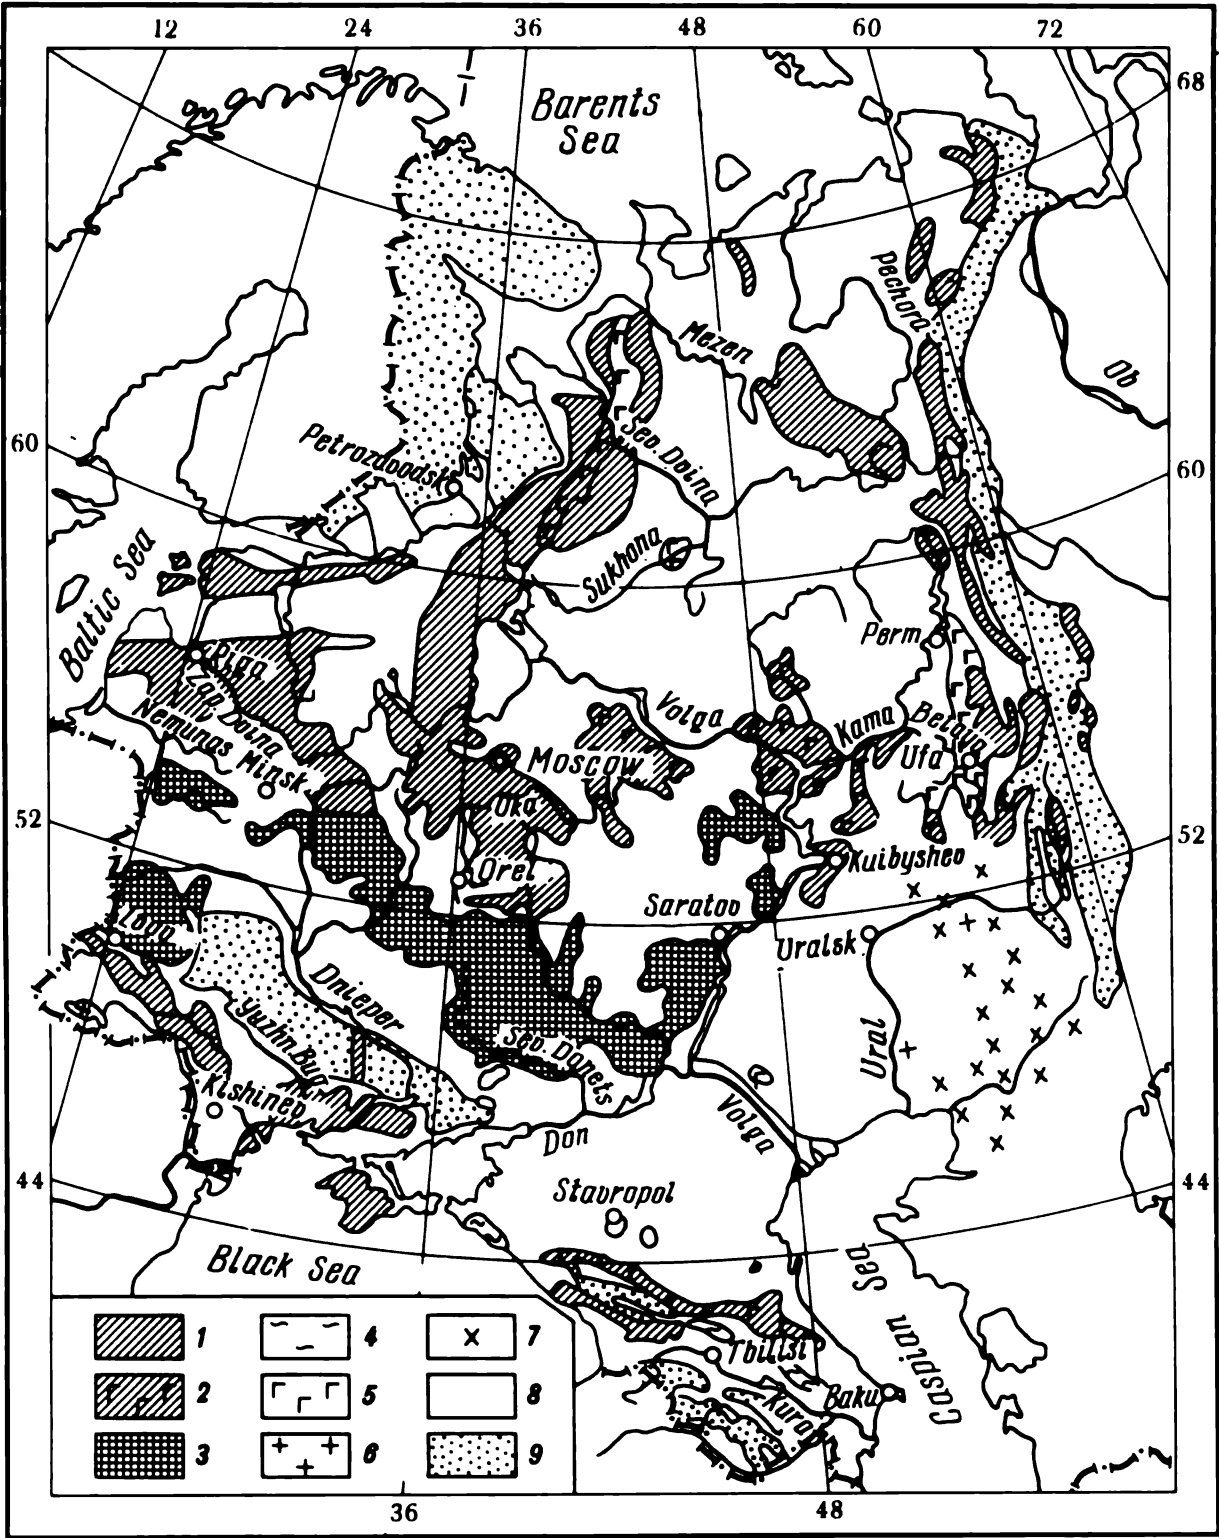 12 24 36 48 60 72
68
Barents
Sea
Pechora
Mezen
Ob
60
Petrozavodsk
Sev. Dvina
60
Baltic Sea
Sukhona
Perm
Riga
Zap. Dvina
Nemunas
Minsk
Volga
Kama
Belaya
Moscow
Ufa
Oka
52
52
Kuibyshev
Orel
Saratov
Lvov
Uralsk
Dnieper
Yuzhn. Bug
Sev. Donets
Ural
Kishinev
Volga
Don
44
Stavropol
44
Black Sea
Caspian Sea
Tbilisi
Baku
Kura
1 4 7
2 5 8
3 6 9
36 48